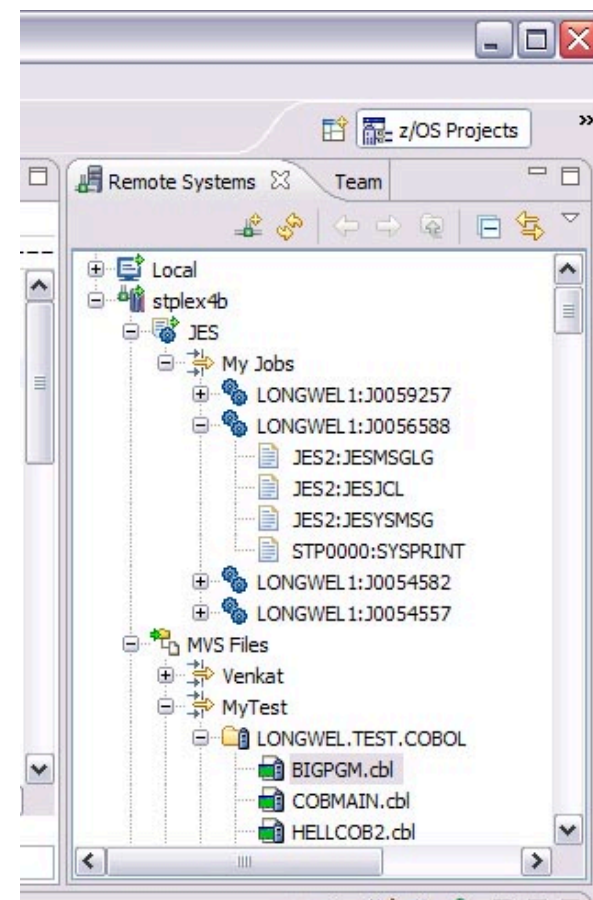 z/OS Projects
»
Remote Systems Team
Local
stplex4b
JES
My Jobs
LONGWEL1:J0059257
LONGWEL1:J0056588
JES2:JESMSGLG
JES2:JESJCL
JES2:JESYSMSG
STP0000:SYSPRINT
LONGWEL1:J0054582
LONGWEL1:J0054557
MVS Files
Venkat
MyTest
LONGWEL.TEST.COBOL
BIGPGM.cbl
COBMAIN.cbl
HELLCOB2.cbl